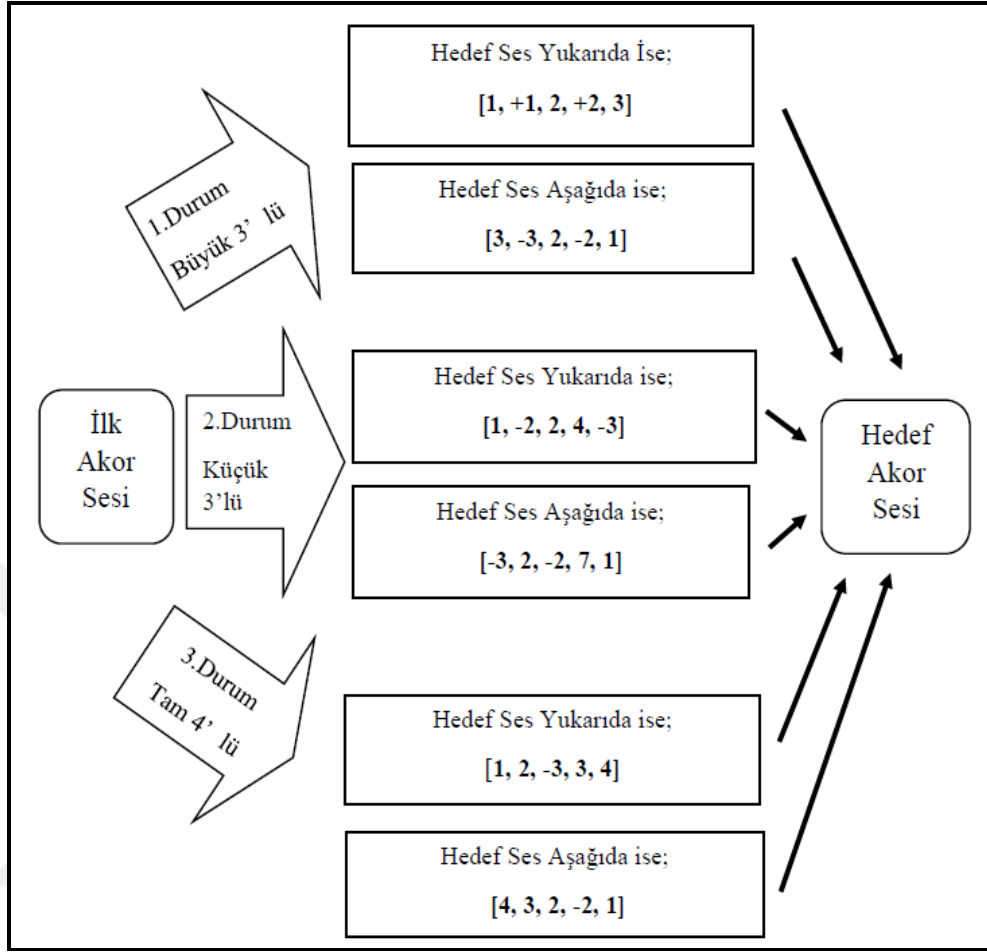 Hedef Ses Yukarıda İse;
[1, +1, 2, +2, 3]
1.Durum
Büyük 3’ lü
Hedef Ses Aşağıda ise;
[3, -3, 2, -2, 1]
İlk
Akor
Sesi
2.Durum
Küçük
3’lü
Hedef Ses Yukarıda ise;
[1, -2, 2, 4, -3]
Hedef Ses Aşağıda ise;
[-3, 2, -2, 7, 1]
Hedef
Akor
Sesi
3.Durum
Tam 4’ lü
Hedef Ses Yukarıda ise;
[1, 2, -3, 3, 4]
Hedef Ses Aşağıda ise;
[4, 3, 2, -2, 1]